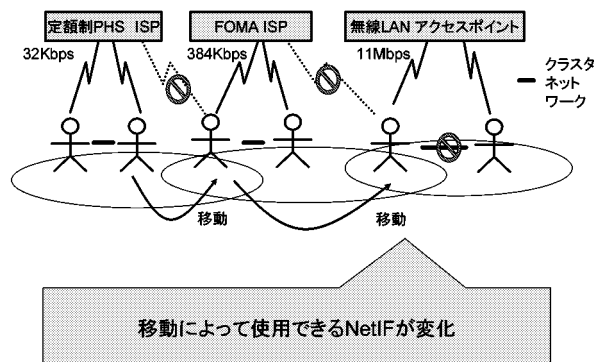 定額制PHS ISP
FOMA ISP
無線LAN アクセスポイント
32Kbps
384Kbps
11Mbps
クラスタ
ネット
ワーク
移動
移動
移動によって使用できるNetIFが変化